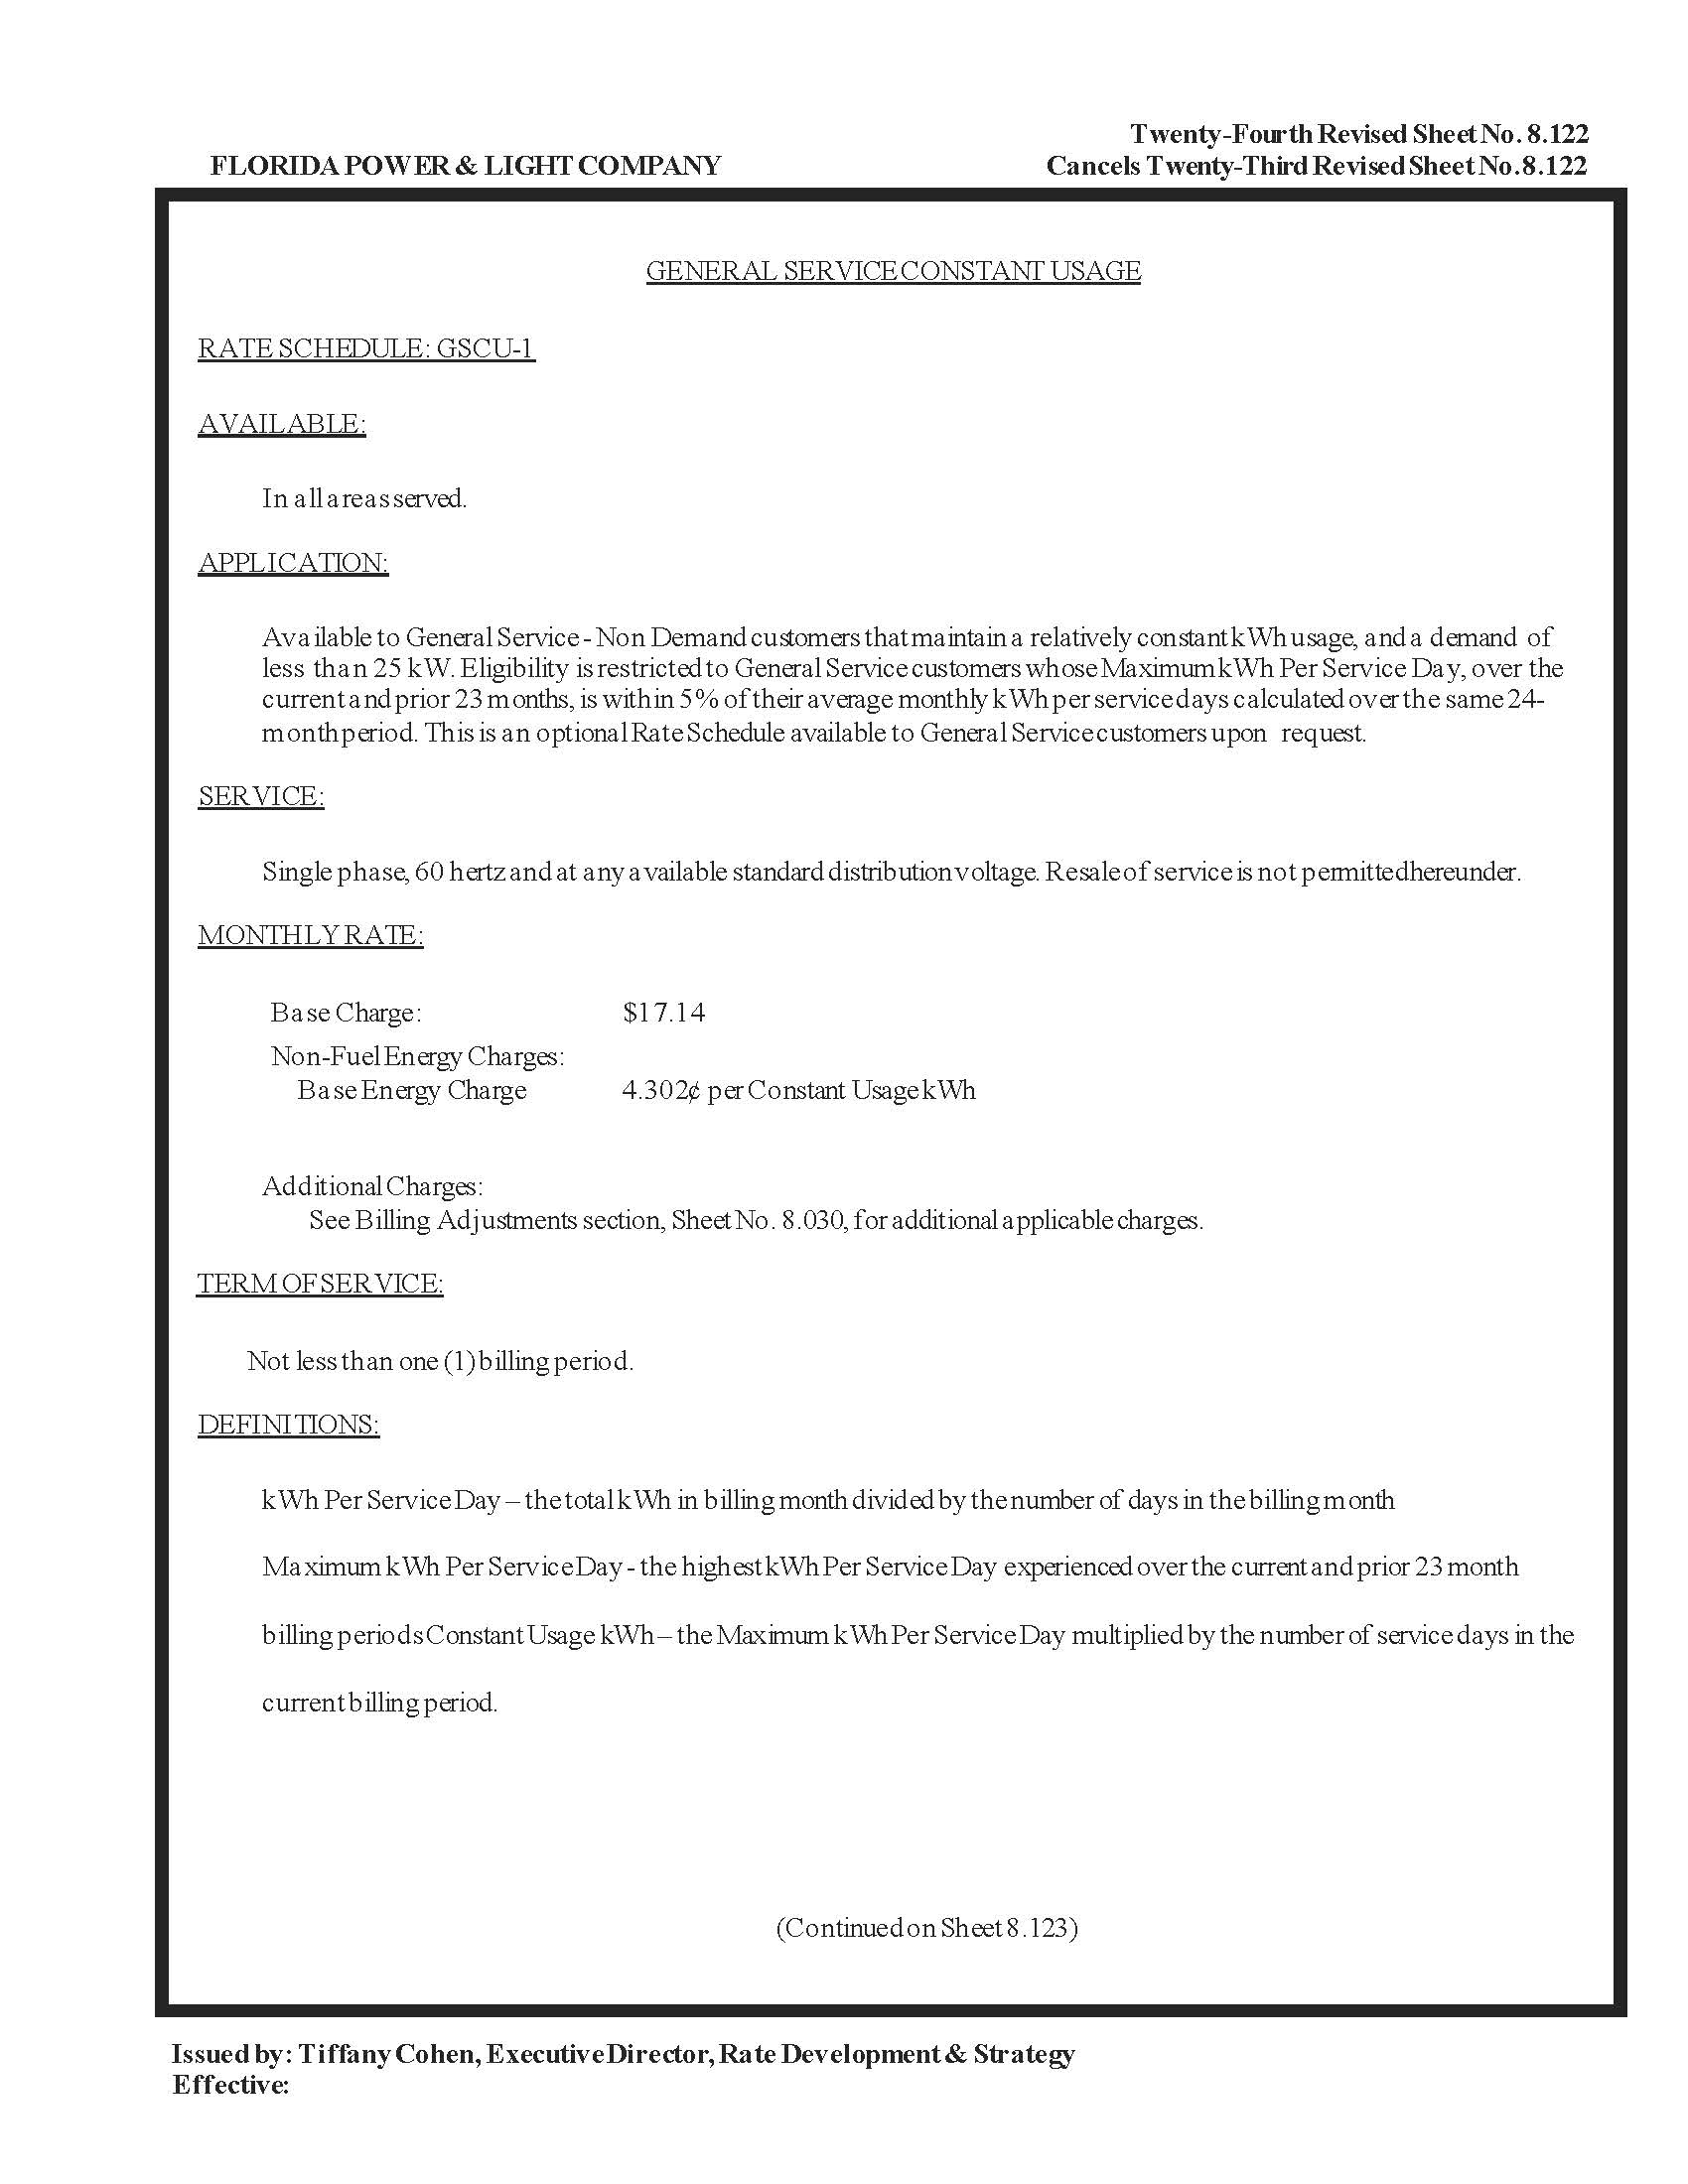 Twenty-Fourth Revised Sheet No. 8.122
FLORIDA POWER & LIGHT COMPANY Cancels Twenty-Third Revised Sheet No. 8.122
GENERAL SERVICE CONSTANT USAGE
RATE SCHEDULE: GSCU-1
AVAILABLE:
In all areas served.
APPLICATION:
Available to General Service - Non Demand customers that maintain a relatively constant kWh usage, and a demand of
less than 25 kW. Eligibility is restricted to General Service customers whose Maximum kWh Per Service Day, over the
current and prior 23 months, is within 5% of their average monthly kWh per service days calculated over the same 24-
month period. This is an optional Rate Schedule available to General Service customers upon request.
SERVICE:
Single phase, 60 hertz and at any available standard distribution voltage. Resale of service is not permitted hereunder.
MONTHLY RATE:
Base Charge: $17.14
Non-Fuel Energy Charges:
Base Energy Charge 4.302¢ per Constant Usage kWh
Additional Charges:
See Billing Adjustments section, Sheet No. 8.030, for additional applicable charges.
TERM OF SERVICE:
Not less than one (1) billing period.
DEFINITIONS:
kWh Per Service Day – the total kWh in billing month divided by the number of days in the billing month
Maximum kWh Per Service Day - the highest kWh Per Service Day experienced over the current and prior 23 month
billing periods Constant Usage kWh – the Maximum kWh Per Service Day multiplied by the number of service days in the
current billing period.
(Continued on Sheet 8.123)
Issued by: Tiffany Cohen, Executive Director, Rate Development & Strategy
Effective: